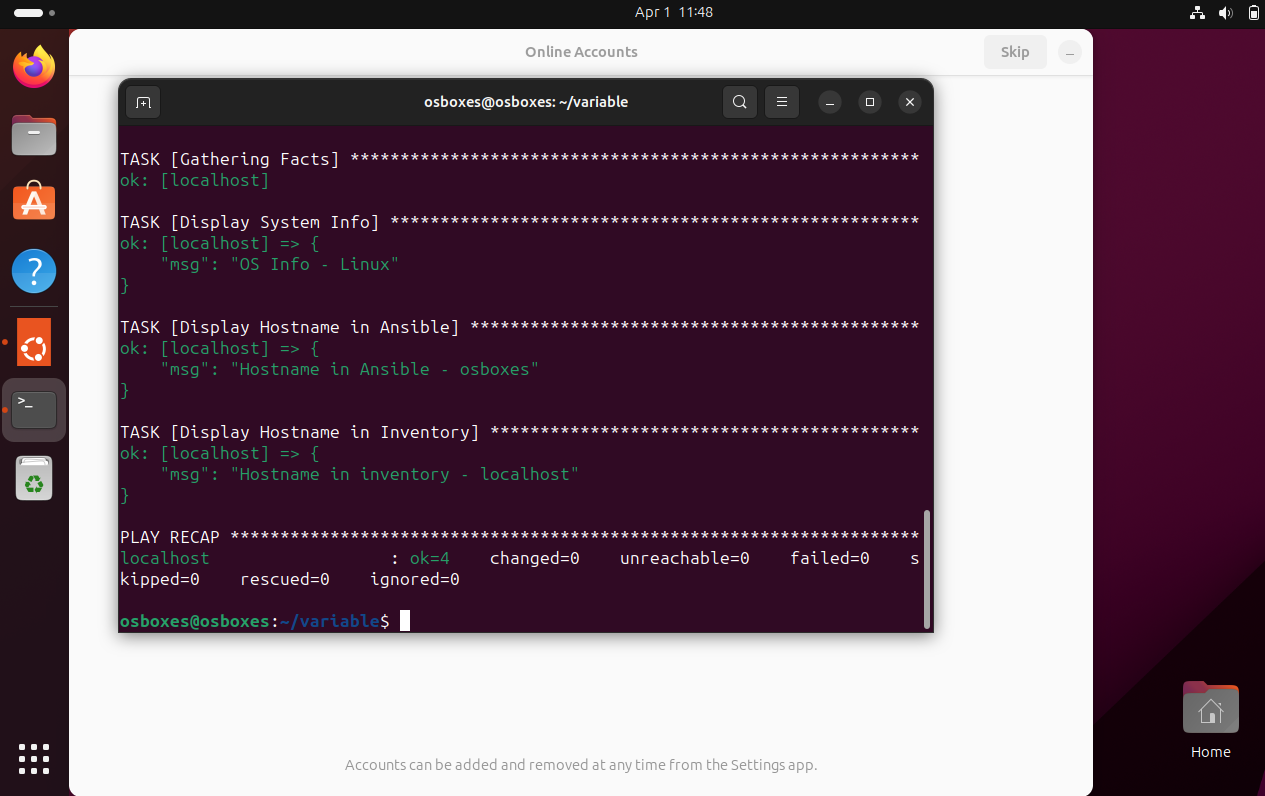 Apr 1 11:48
Online Accounts
Skip
osboxes@osboxes: ~/variable
TASK [Gathering Facts] *********************************************************
ok: [localhost]
TASK [Display System Info] *****************************************************
ok: [localhost] => {
    "msg": "OS Info - Linux"
}
TASK [Display Hostname in Ansible] *********************************************
ok: [localhost] => {
    "msg": "Hostname in Ansible - osboxes"
}
TASK [Display Hostname in Inventory] *******************************************
ok: [localhost] => {
    "msg": "Hostname in inventory - localhost"
}
PLAY RECAP *********************************************************************
localhost                  : ok=4    changed=0    unreachable=0    failed=0    s
kipped=0    rescued=0    ignored=0
osboxes@osboxes:~/variable$
Home
Accounts can be added and removed at any time from the Settings app.